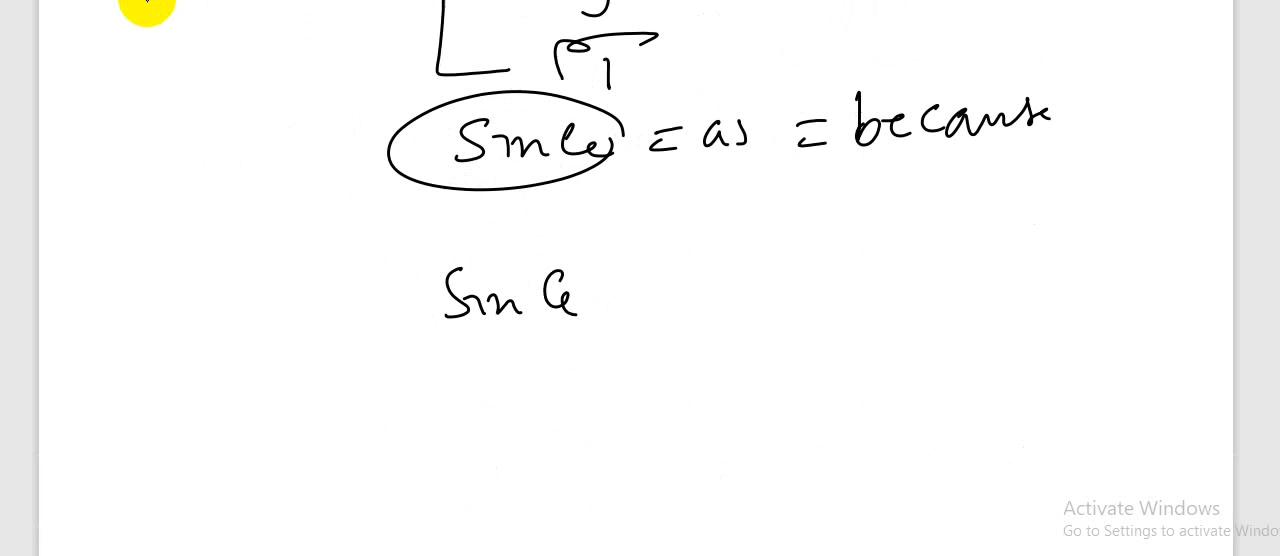 Since = as = because
Since
Activate Windows
Go to Settings to activate Windo